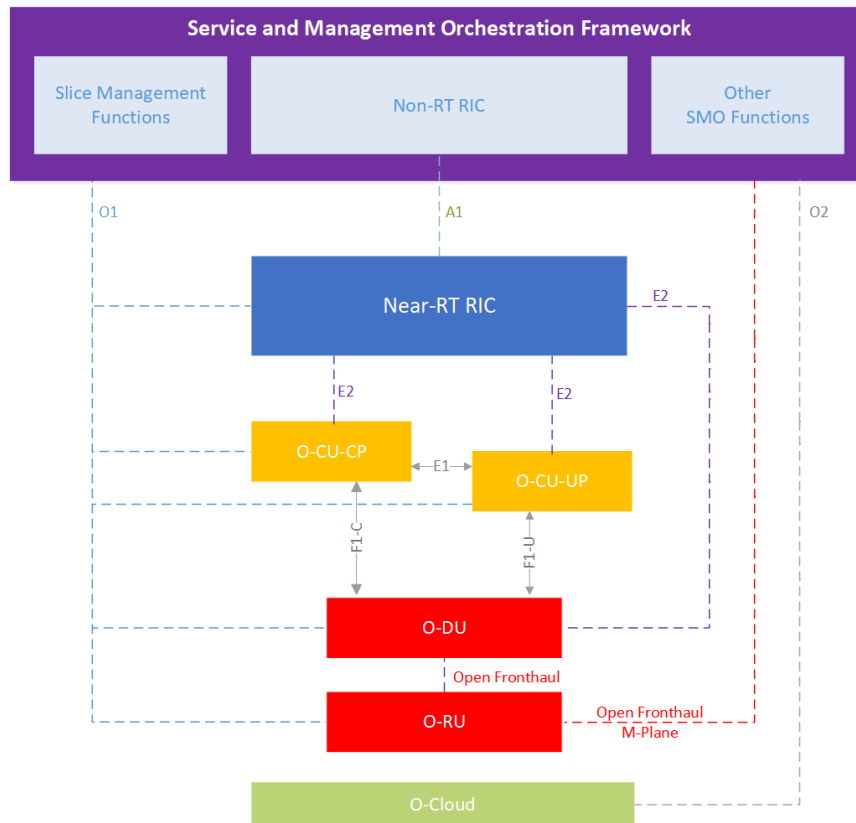 Service and Management Orchestration Framework
Slice Management
Functions
Non-RT RIC
Other
SMO Functions
O1
A1
O2
Near-RT RIC
E2
E2
E2
O-CU-CP
E1
O-CU-UP
F1-C
F1-U
O-DU
Open Fronthaul
O-RU
Open Fronthaul
M-Plane
O-Cloud